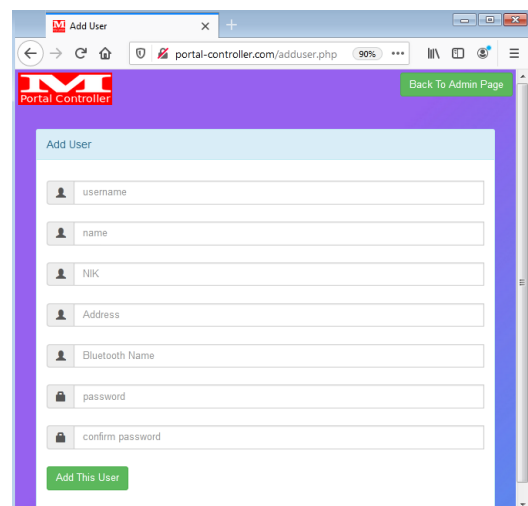 M Add User
portal-controller.com/adduser.php 90%
M
Portal Controller
Back To Admin Page
Add User
username
name
NIK
Address
Bluetooth Name
password
confirm password
Add This User